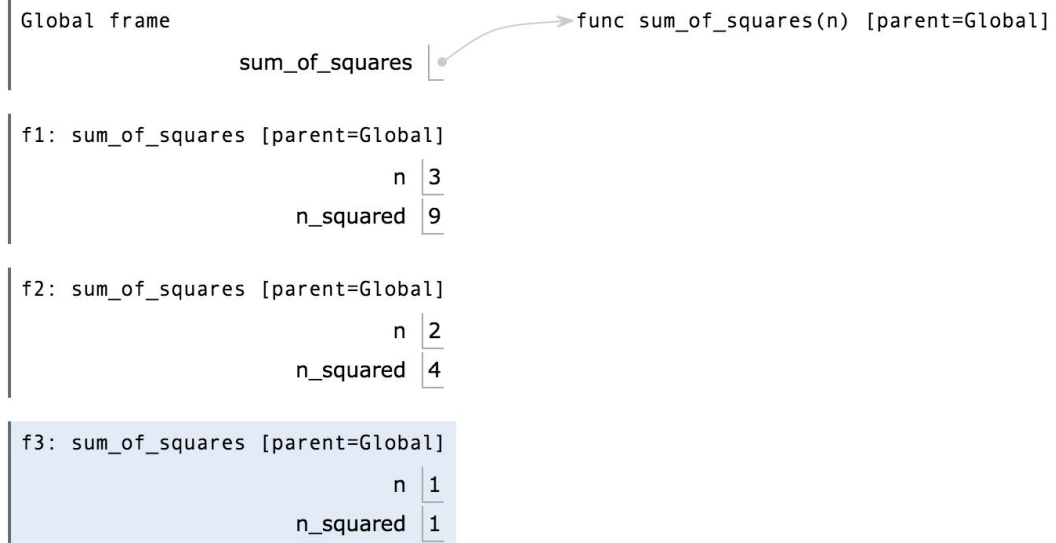 Global frame
func sum_of_squares(n) [parent=Global]
sum_of_squares
f1: sum_of_squares [parent=Global]
n 3
n_squared 9
f2: sum_of_squares [parent=Global]
n 2
n_squared 4
f3: sum_of_squares [parent=Global]
n 1
n_squared 1